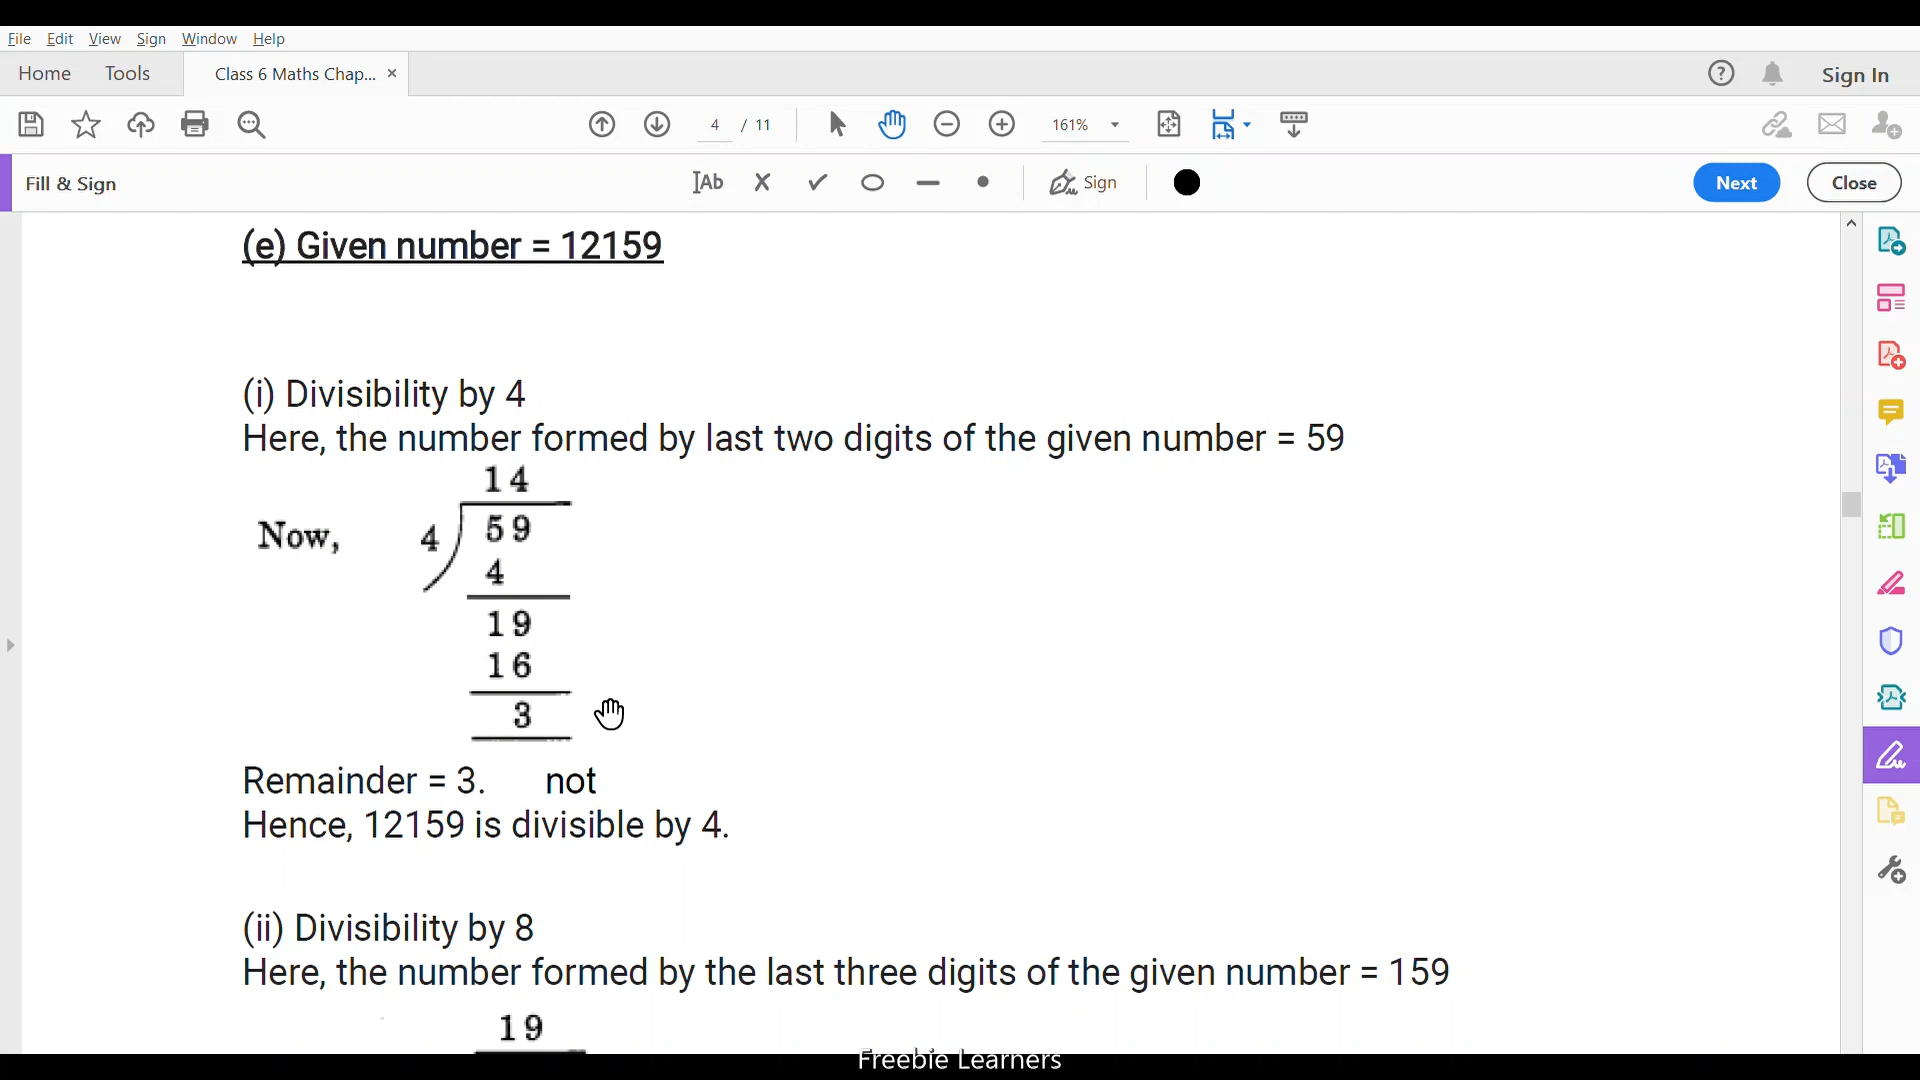 File Edit View Sign Window Help
Home Tools Class 6 Maths Chap... × Sign In
4 / 11 161%
Fill & Sign Ab Sign Next Close
(e) Given number = 12159
(i) Divisibility by 4
Here, the number formed by last two digits of the given number = 59
14
Now, 4 59
4
19
16
3
Remainder = 3. not
Hence, 12159 is divisible by 4.
(ii) Divisibility by 8
Here, the number formed by the last three digits of the given number = 159
19
Freebie Learners